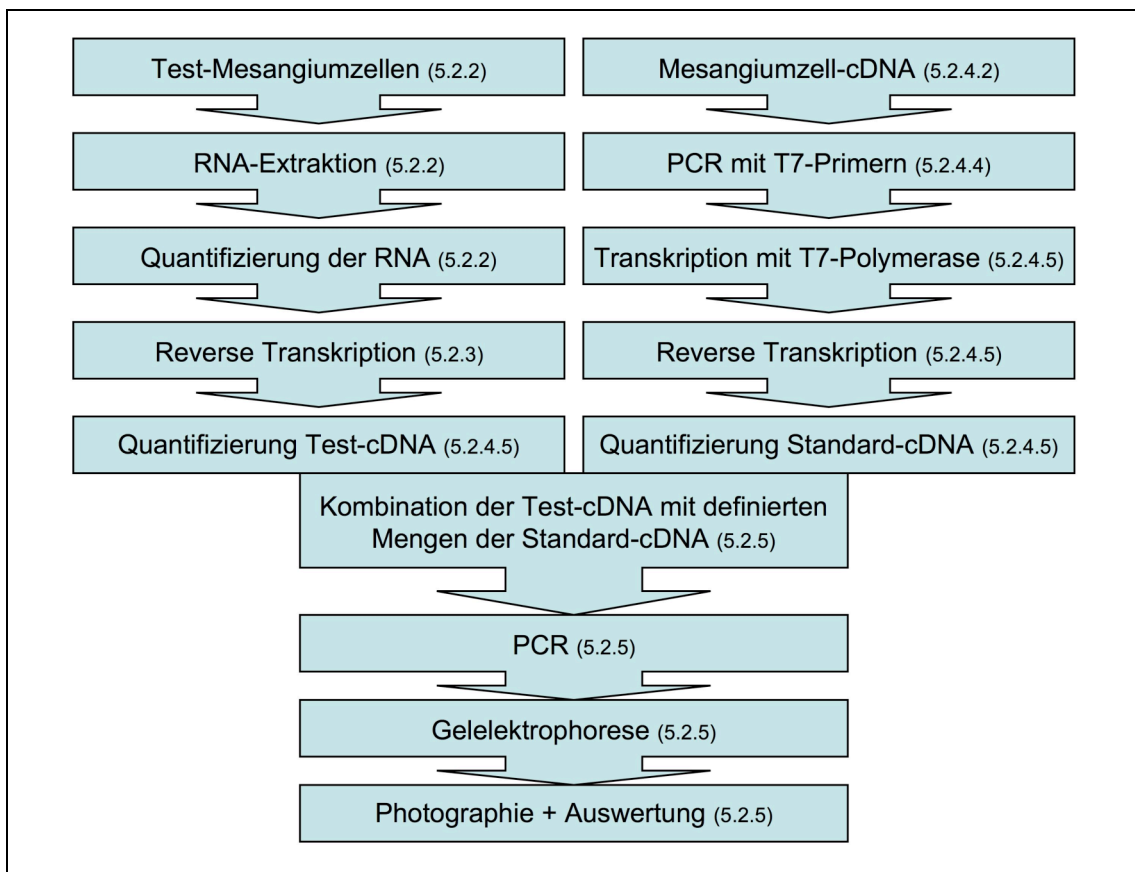 Test-Mesangiumzellen (5.2.2)
RNA-Extraktion (5.2.2)
Quantifizierung der RNA (5.2.2)
Reverse Transkription (5.2.3)
Quantifizierung Test-cDNA (5.2.4.5)
Mesangiumzell-cDNA (5.2.4.2)
PCR mit T7-Primern (5.2.4.4)
Transkription mit T7-Polymerase (5.2.4.5)
Reverse Transkription (5.2.4.5)
Quantifizierung Standard-cDNA (5.2.4.5)
Kombination der Test-cDNA mit definierten
Mengen der Standard-cDNA (5.2.5)
PCR (5.2.5)
Gelelektrophorese (5.2.5)
Photographie + Auswertung (5.2.5)